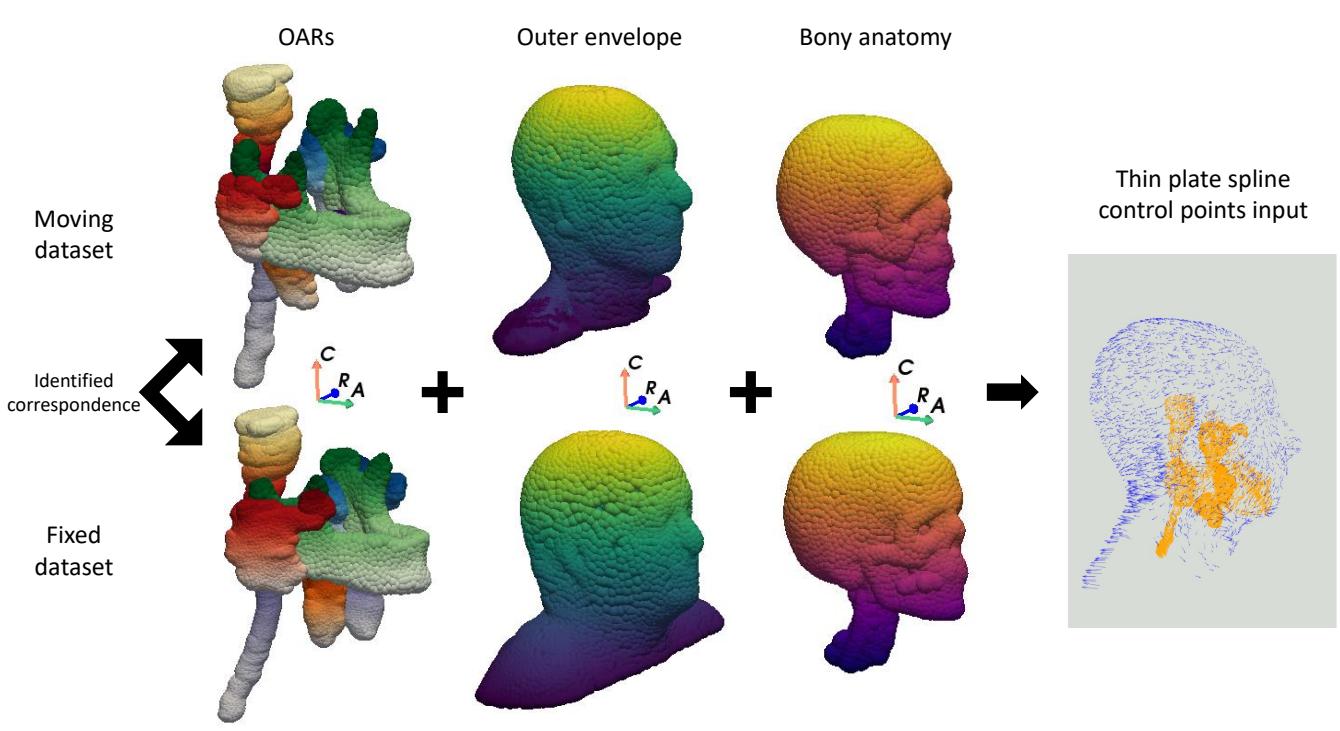 OARs
Outer envelope
Bony anatomy
Moving
dataset
Thin plate spline
control points input
Identified
correspondence
C
R
A
C
R
A
C
R
A
Fixed
dataset